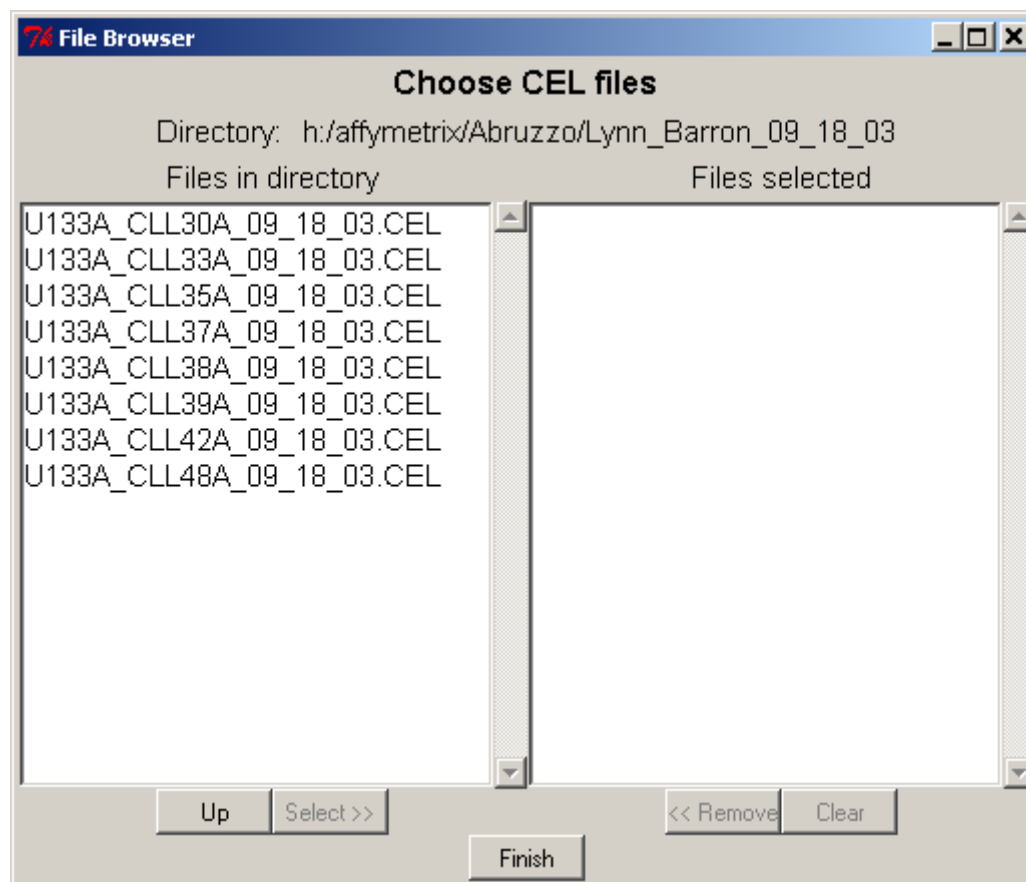 File Browser
Choose CEL files
Directory: h:/affymetrix/Abruzzo/Lynn_Barron_09_18_03
Files in directory
Files selected
U133A_CLL30A_09_18_03.CEL
U133A_CLL33A_09_18_03.CEL
U133A_CLL35A_09_18_03.CEL
U133A_CLL37A_09_18_03.CEL
U133A_CLL38A_09_18_03.CEL
U133A_CLL39A_09_18_03.CEL
U133A_CLL42A_09_18_03.CEL
U133A_CLL48A_09_18_03.CEL
Up
Select >>
<< Remove
Clear
Finish